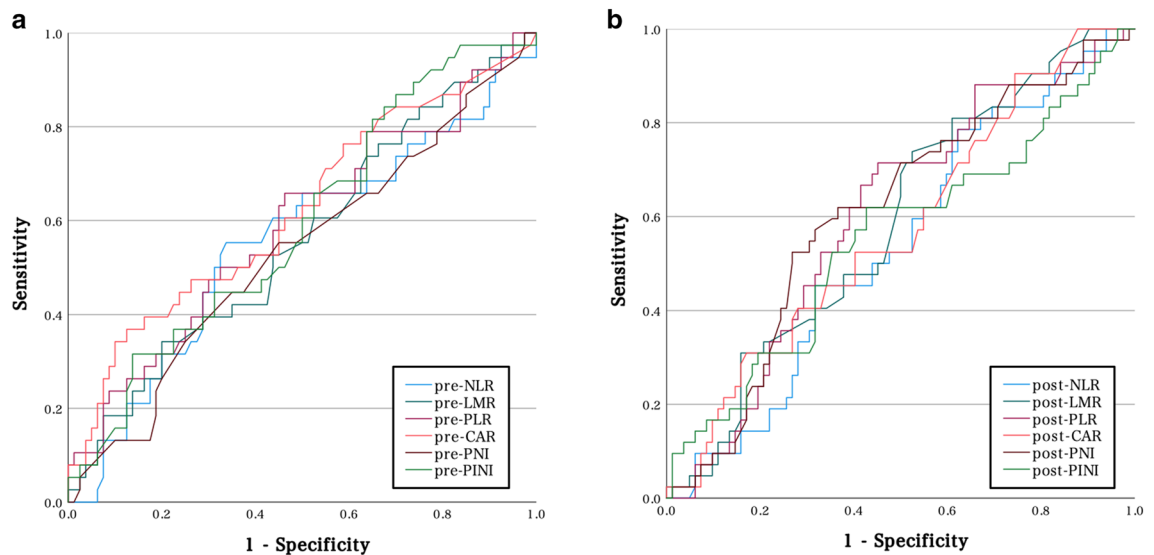 a
Sensitivity
1.0
0.8
0.6
0.4
0.2
0.0
0.0 0.2 0.4 0.6 0.8 1.0
1 - Specificity
pre-NLR
pre-LMR
pre-PLR
pre-CAR
pre-PNI
pre-PINI
b
Sensitivity
1.0
0.8
0.6
0.4
0.2
0.0
0.0 0.2 0.4 0.6 0.8 1.0
1 - Specificity
post-NLR
post-LMR
post-PLR
post-CAR
post-PNI
post-PINI